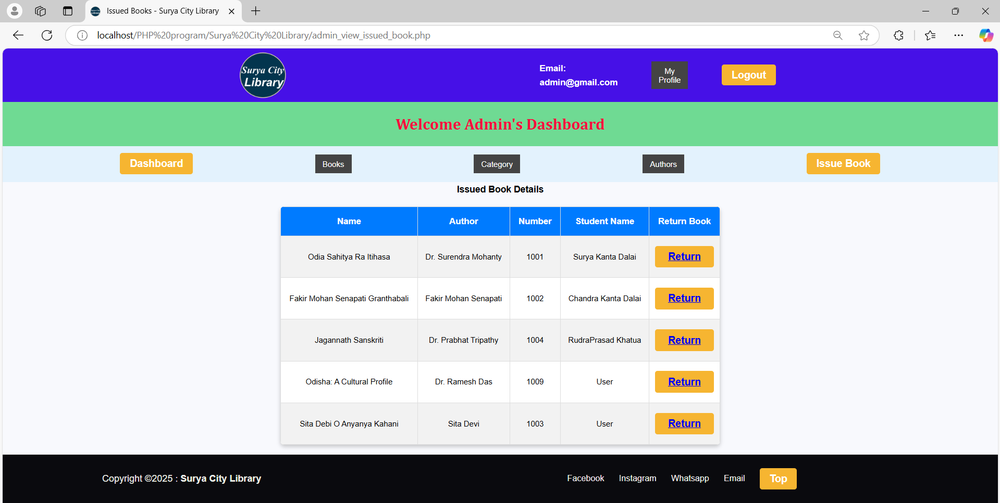 Issued Books - Surya City Library
localhost/PHP%20program/Surya%20City%20Library/admin_view_issued_book.php
Surya City
Library
Email:
admin@gmail.com
My
Profile
Logout
Welcome Admin's Dashboard
Dashboard
Books
Category
Authors
Issue Book
Issued Book Details
Name Author Number Student Name Return Book
Odia Sahitya Ra Itihasa Dr. Surendra Mohanty 1001 Surya Kanta Dalai Return
Fakir Mohan Senapati Granthabali Fakir Mohan Senapati 1002 Chandra Kanta Dalai Return
Jagannath Sanskriti Dr. Prabhat Tripathy 1004 RudraPrasad Khatua Return
Odisha: A Cultural Profile Dr. Ramesh Das 1009 User Return
Sita Debi O Anyanya Kahani Sita Devi 1003 User Return
Copyright ©2025 : Surya City Library
Facebook Instagram Whatsapp Email Top